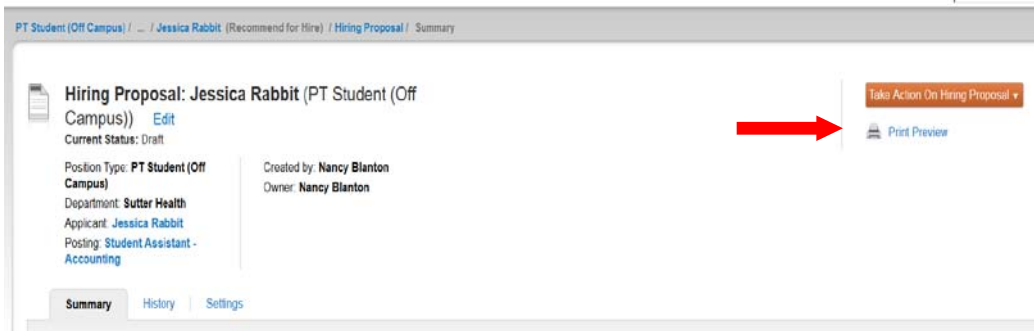 PT Student (Off Campus) / ... / Jessica Rabbit (Recommend for Hire) / Hiring Proposal / Summary
Hiring Proposal: Jessica Rabbit (PT Student (Off
Campus)) Edit
Current Status: Draft
Position Type: PT Student (Off
Campus)
Department: Sutter Health
Applicant: Jessica Rabbit
Posting: Student Assistant -
Accounting
Created by: Nancy Blanton
Owner: Nancy Blanton
Take Action On Hiring Proposal
Print Preview
Summary History Settings